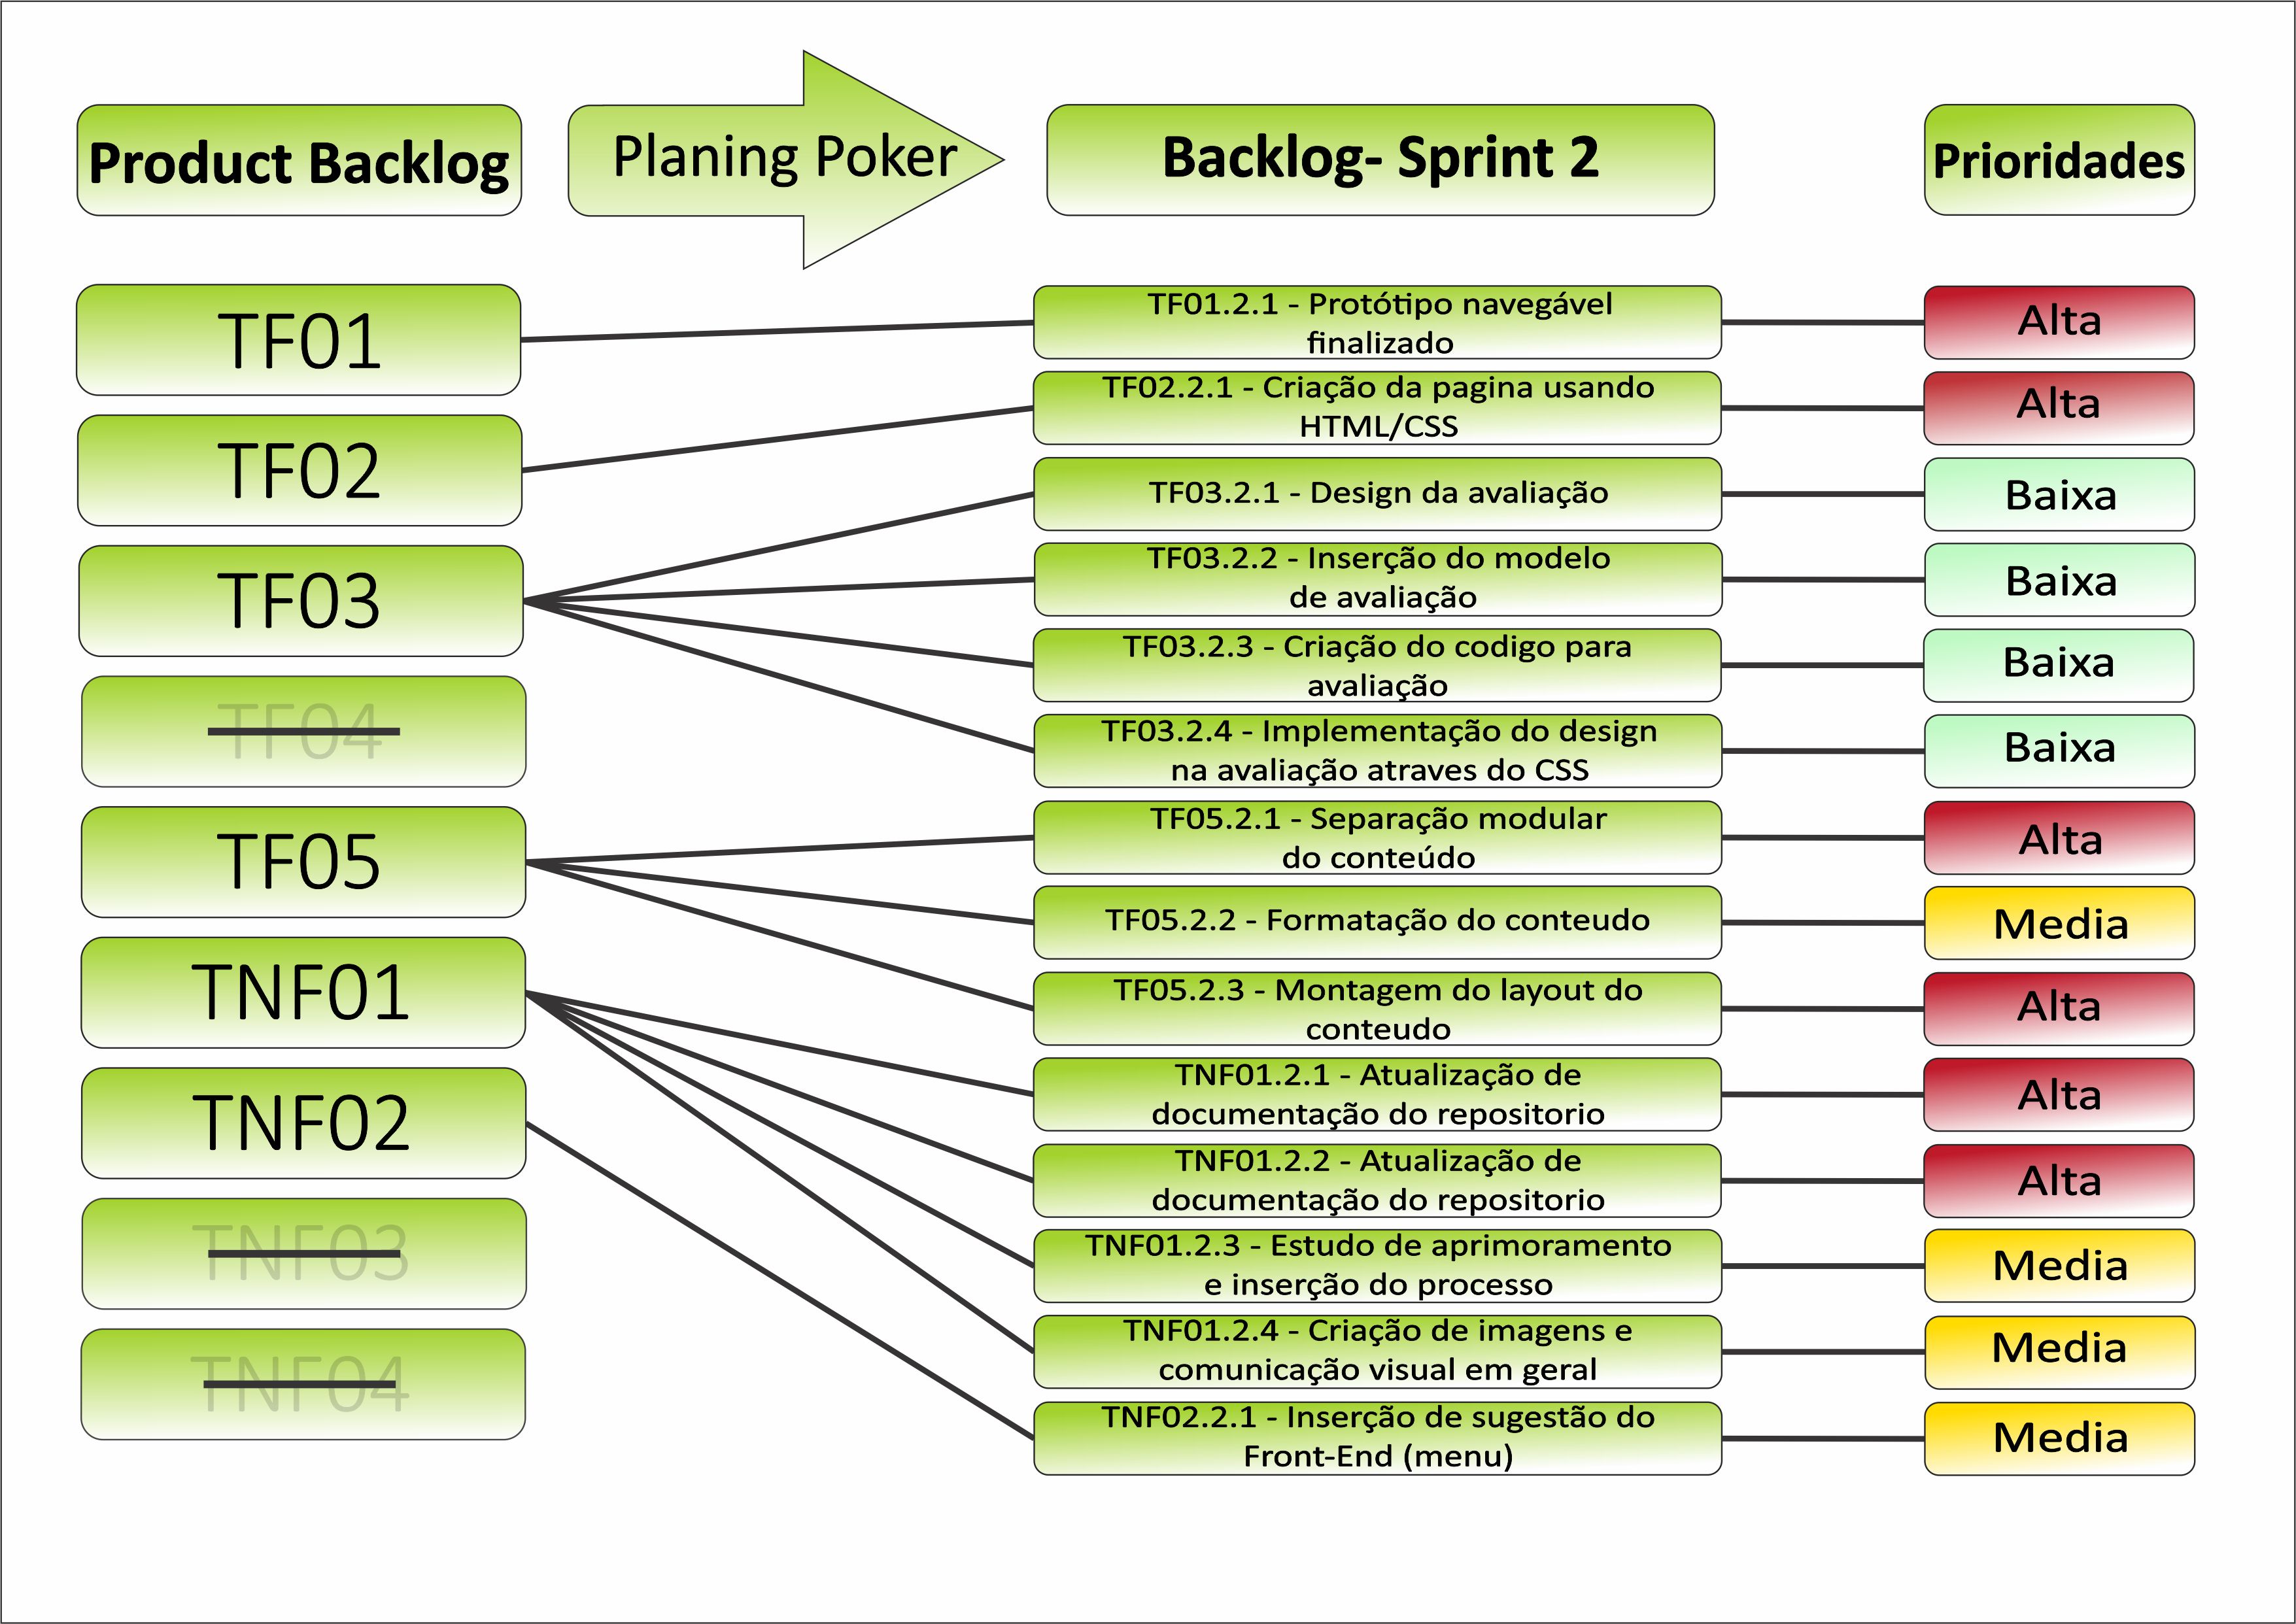 Product Backlog
Planing Poker
Backlog- Sprint 2
Prioridades
TF01
TF02
TF03
TF04
TF05
TNF01
TNF02
TNF03
TNF04
TF01.2.1 - Protótipo navegável
finalizado
Alta
TF02.2.1 - Criação da pagina usando
HTML/CSS
Alta
TF03.2.1 - Design da avaliação
Baixa
TF03.2.2 - Inserção do modelo
de avaliação
Baixa
TF03.2.3 - Criação do codigo para
avaliação
Baixa
TF03.2.4 - Implementação do design
na avaliação atraves do CSS
Baixa
TF05.2.1 - Separação modular
do conteúdo
Alta
TF05.2.2 - Formatação do conteudo
Media
TF05.2.3 - Montagem do layout do
conteudo
Alta
TNF01.2.1 - Atualização de
documentação do repositorio
Alta
TNF01.2.2 - Atualização de
documentação do repositorio
Alta
TNF01.2.3 - Estudo de aprimoramento
e inserção do processo
Media
TNF01.2.4 - Criação de imagens e
comunicação visual em geral
Media
TNF02.2.1 - Inserção de sugestão do
Front-End (menu)
Media